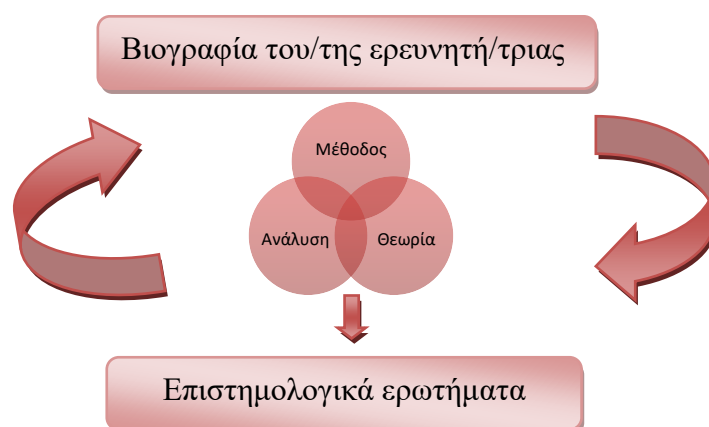 Βιογραφία του/της ερευνητή/τριας
Μέθοδος
Ανάλυση
Θεωρία
Επιστημολογικά ερωτήματα